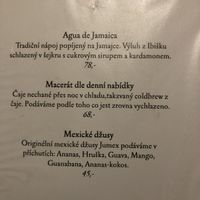 Agua de Jamaica
Tradiční nápoj popíjený na Jamajce. Výluh z Ibišku
schlazený v šejkru s cukrovým sirupem a kardamonem.
78,-
Macerát dle denní nabídky
Čaje nechané přes noc v chladu,takzvaný coldbrew z
čaje. Podáváme podle toho co jest zrovna vychlazeno.
68,-
Mexické džusy
Originélní mexické džusy Jumex podáváme v
příchutích: Ananas, Hruška, Guava, Mango,
Guanabana, Ananas-kokos.
45,-